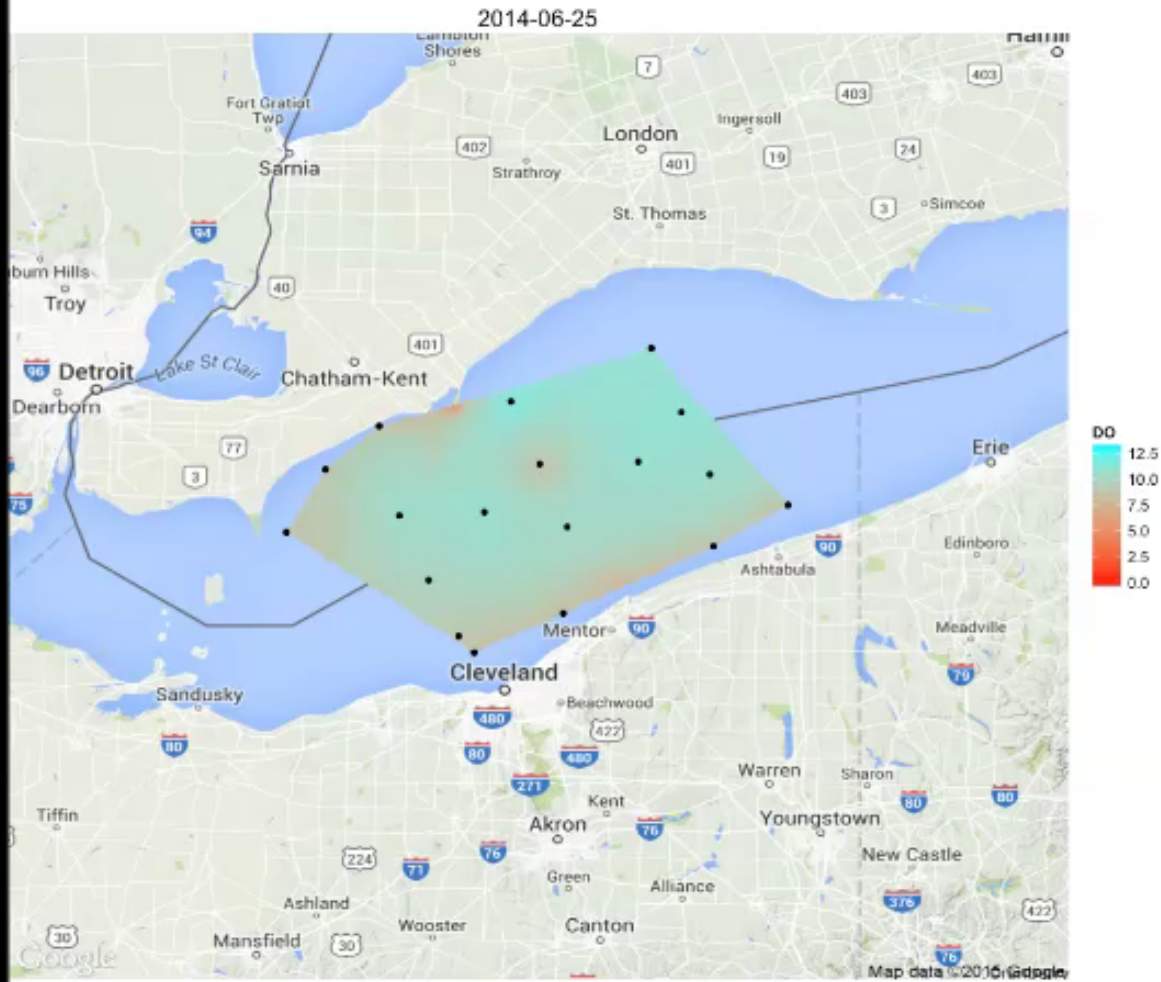 2014-06-25
Lambton
Shores
Hamil
7
403
403
Fort Gratiot
Twp
London
Ingersoll
402
401
19
24
Sarnia
Strathroy
3
Simcoe
St. Thomas
94
burn Hills
Troy
40
401
96
Detroit
Lake St Clair
Chatham-Kent
Dearborn
77
3
75
Erie
DO
12.5
10.0
7.5
5.0
2.5
0.0
90
Edinboro
Ashtabula
Mentor
90
Meadville
Cleveland
79
Sandusky
Beachwood
480
422
80
80
480
271
Warren
Sharon
Kent
80
80
Tiffin
Akron
76
Youngstown
224
71
76
New Castle
Green
Alliance
Ashland
376
422
Wooster
Canton
30
Mansfield
30
76
Google
Map data ©2015 Google